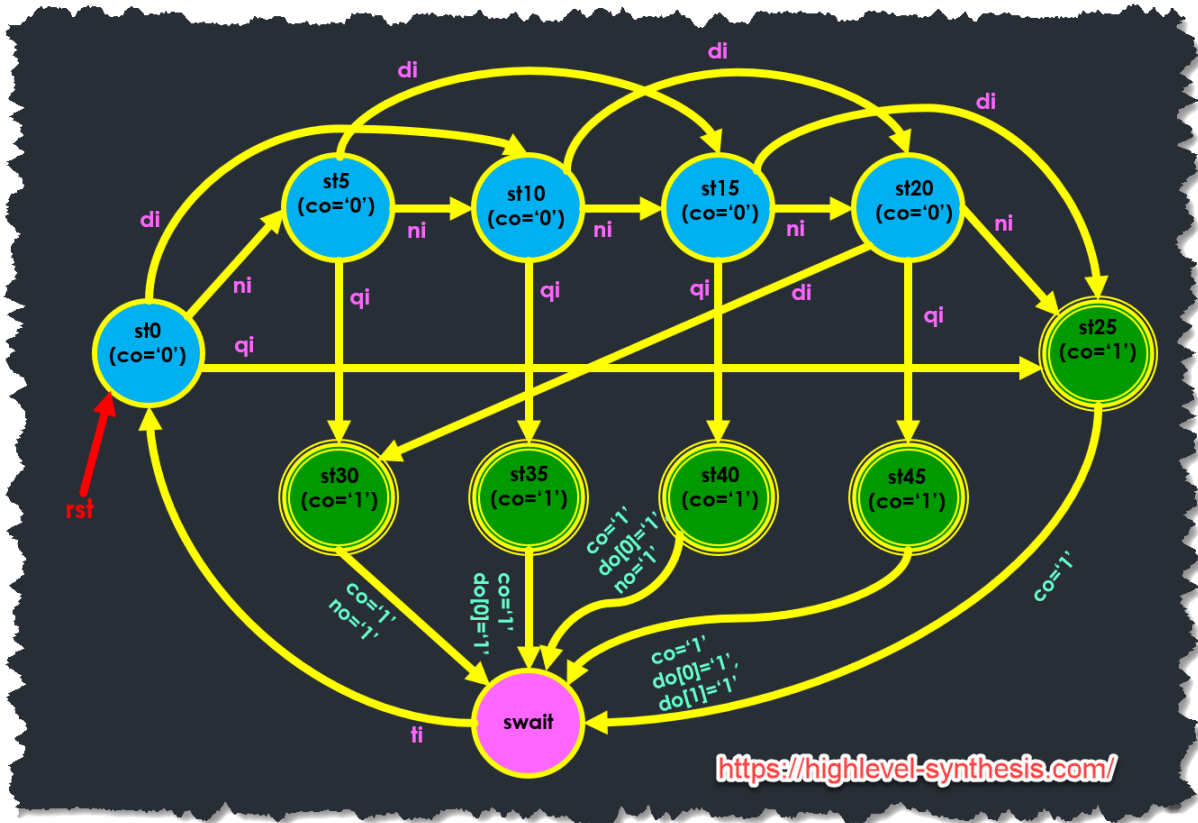 di
di
di
st5
(co=‘0’)
st10
(co=‘0’)
st15
(co=‘0’)
st20
(co=‘0’)
di
ni
ni
ni
ni
ni
qi
qi
qi
di
qi
st0
(co=‘0’)
qi
st25
(co=‘1’)
rst
st30
(co=‘1’)
st35
(co=‘1’)
st40
(co=‘1’)
st45
(co=‘1’)
co=‘1’
no=‘1’
co=‘1’
do[0]=‘1’
co=‘1’
do[0]=‘1’,
no=‘1’
co=‘1’
do[0]=‘1’,
do[1]=‘1’
co=‘1’
swait
ti
https://highlevel-synthesis.com/